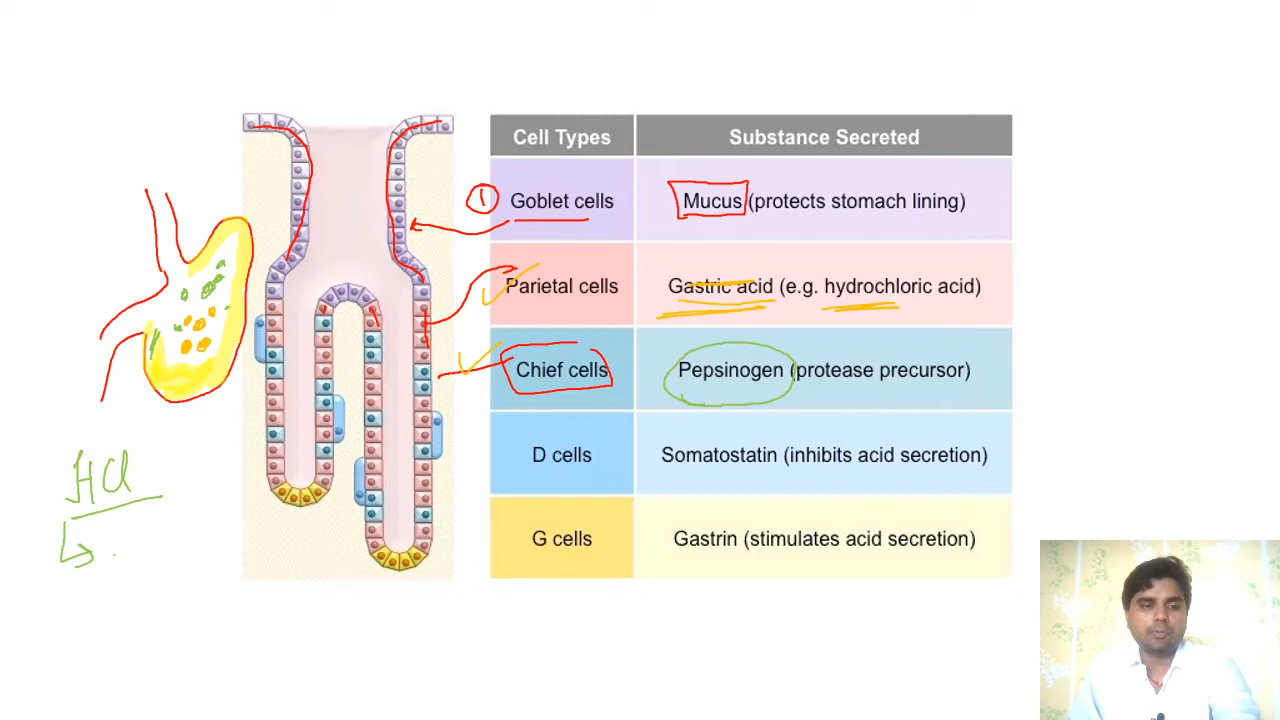 Cell Types Substance Secreted
① Goblet cells Mucus (protects stomach lining)
Parietal cells Gastric acid (e.g. hydrochloric acid)
Chief cells Pepsinogen (protease precursor)
D cells Somatostatin (inhibits acid secretion)
G cells Gastrin (stimulates acid secretion)
HCl